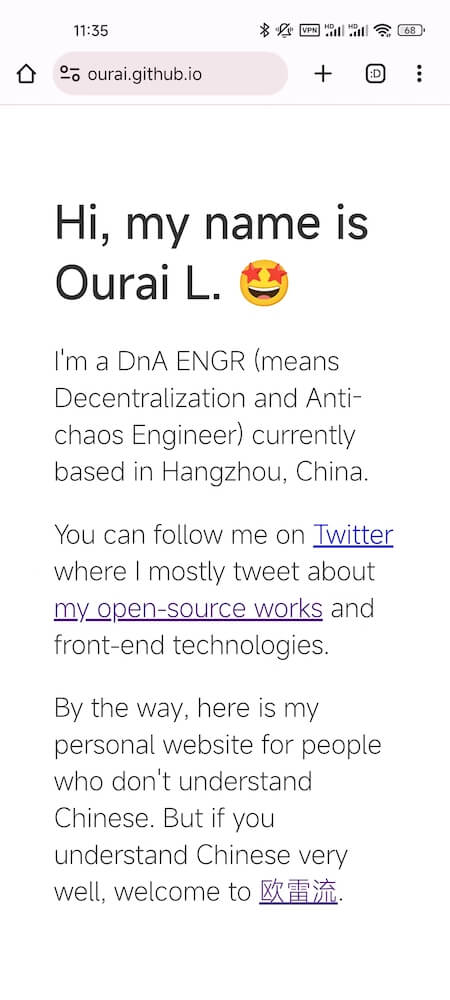 11:35
VPN HD HD 68
ourai.github.io
:D
Hi, my name is
Ourai L. 🤩
I'm a DnA ENGR (means
Decentralization and Anti-
chaos Engineer) currently
based in Hangzhou, China.
You can follow me on Twitter
where I mostly tweet about
my open-source works and
front-end technologies.
By the way, here is my
personal website for people
who don't understand
Chinese. But if you
understand Chinese very
well, welcome to 欧雷流.